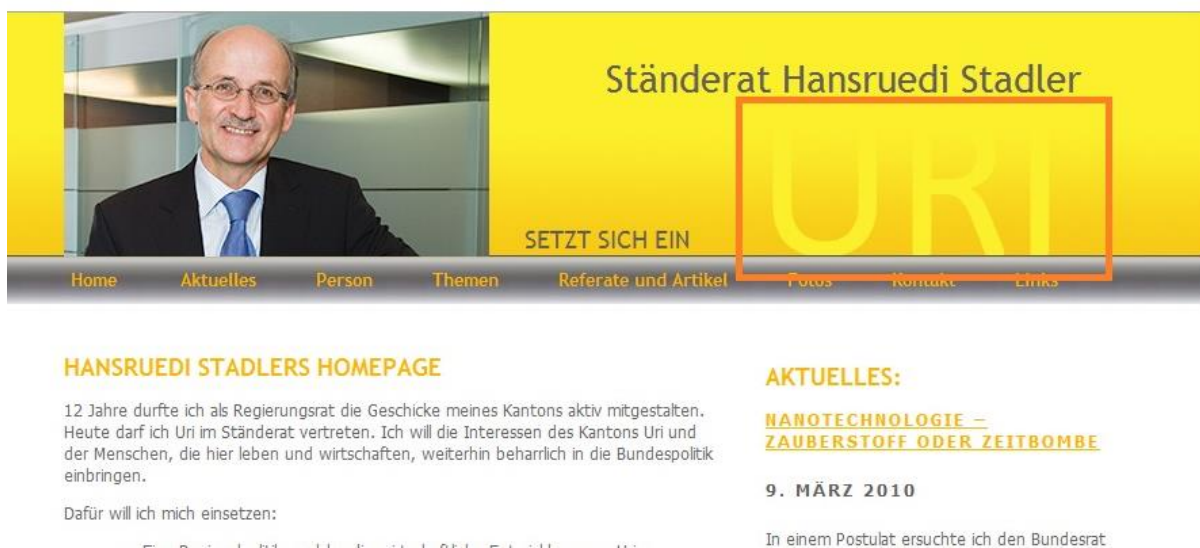 Ständerat Hansruedi Stadler
URI
SETZT SICH EIN
Home Aktuelles Person Themen Referate und Artikel Fotos Kontakt Links
HANSRUEDI STADLERS HOMEPAGE
12 Jahre durfte ich als Regierungsrat die Geschicke meines Kantons aktiv mitgestalten.
Heute darf ich Uri im Ständerat vertreten. Ich will die Interessen des Kantons Uri und
der Menschen, die hier leben und wirtschaften, weiterhin beharrlich in die Bundespolitik
einbringen.
Dafür will ich mich einsetzen:
AKTUELLES:
NANOTECHNOLOGIE –
ZAUBERSTOFF ODER ZEITBOMBE
9. MÄRZ 2010
In einem Postulat ersuchte ich den Bundesrat